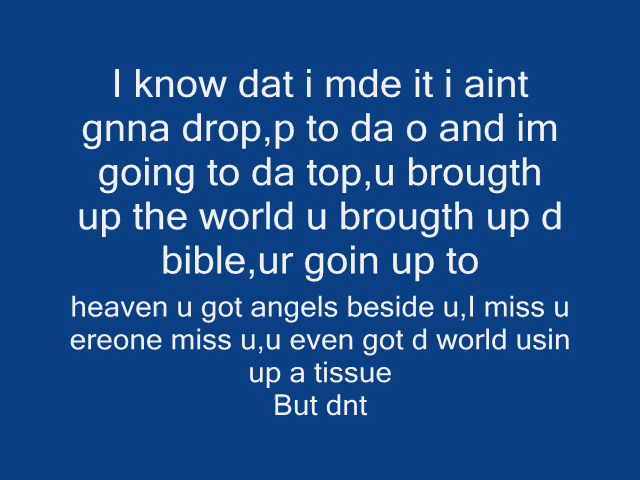 I know dat i mde it i aint
gnna drop,p to da o and im
going to da top,u brougth
up the world u brougth up d
bible,ur goin up to
heaven u got angels beside u,I miss u
ereone miss u,u even got d world usin
up a tissue
But dnt